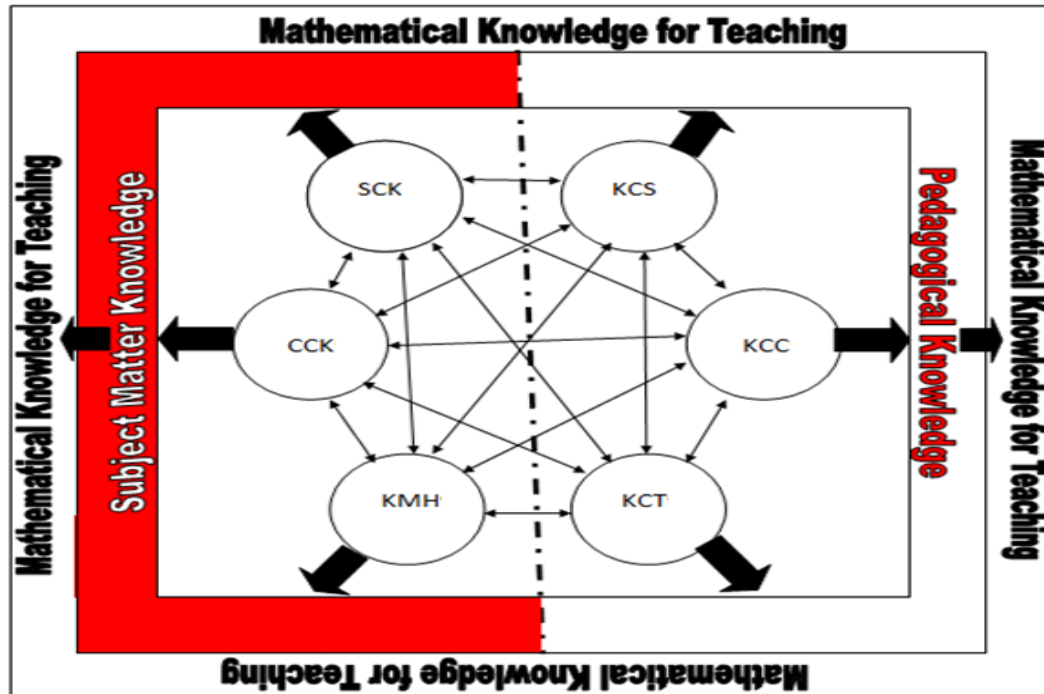 Mathematical Knowledge for Teaching
Mathematical Knowledge for Teaching
Subject Matter Knowledge
SCK
KCS
CCK
KCC
KMH
KCT
Pedagogical Knowledge
Mathematical Knowledge for Teaching
Mathematical Knowledge for Teaching